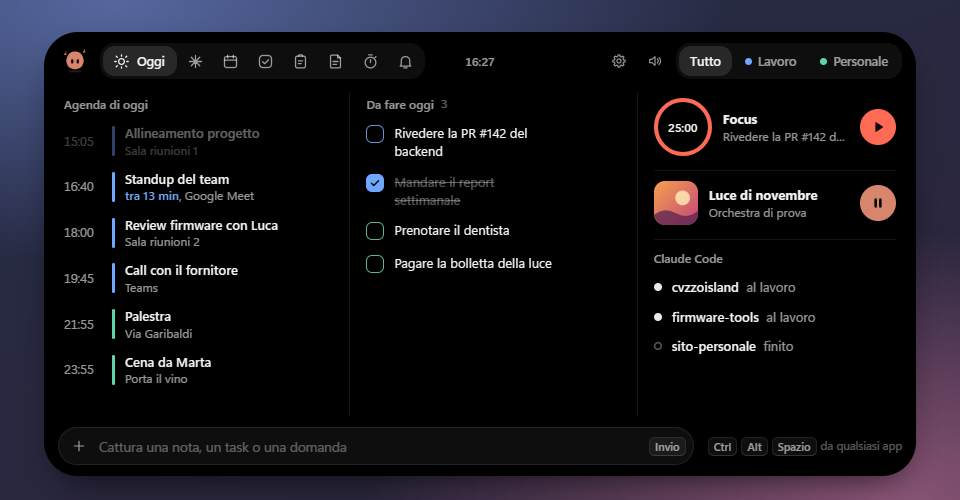 Oggi
16:27
Tutto
Lavoro
Personale
Agenda di oggi
15:05
Allineamento progetto
Sala riunioni 1
16:40
Standup del team
tra 13 min, Google Meet
18:00
Review firmware con Luca
Sala riunioni 2
19:45
Call con il fornitore
Teams
21:55
Palestra
Via Garibaldi
23:55
Cena da Marta
Porta il vino
Da fare oggi 3
Rivedere la PR #142 del
backend
Mandare il report
settimanale
Prenotare il dentista
Pagare la bolletta della luce
25:00
Focus
Rivedere la PR #142 d...
Luce di novembre
Orchestra di prova
Claude Code
cvzzoisland al lavoro
firmware-tools al lavoro
sito-personale finito
Cattura una nota, un task o una domanda
Invio
Ctrl Alt Spazio da qualsiasi app